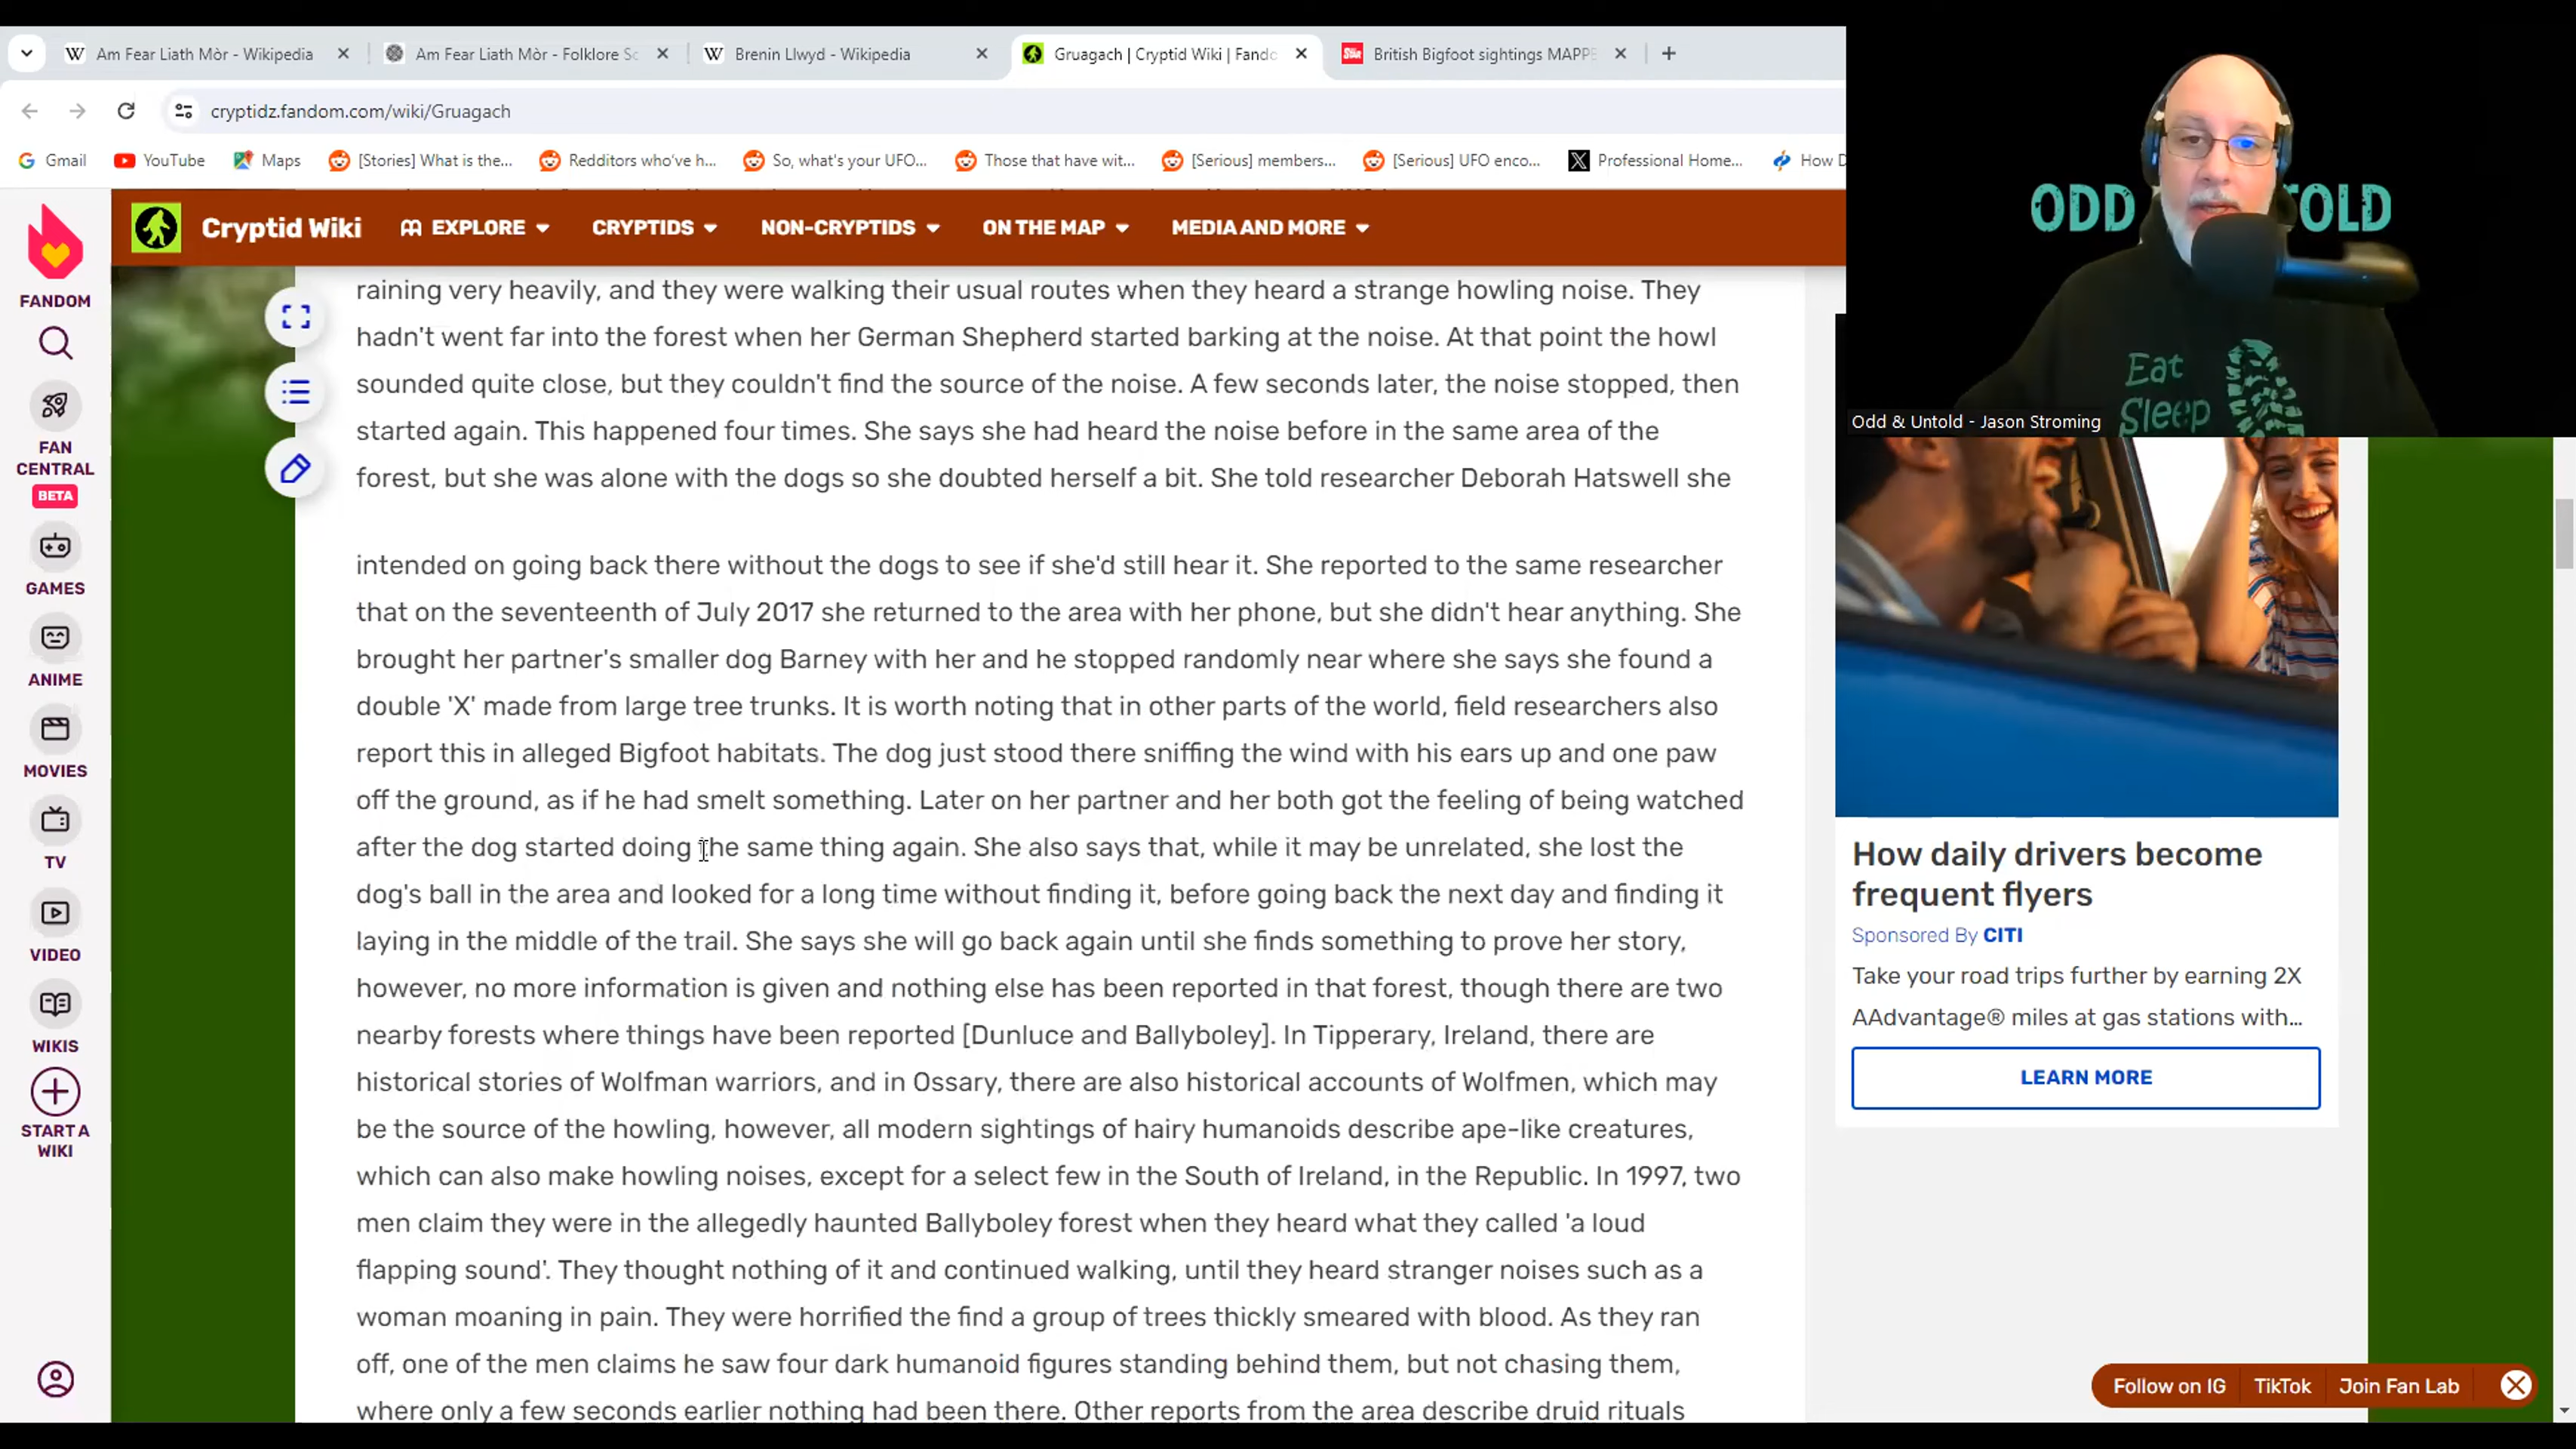 Am Fear Liath Mòr - Wikipedia
Am Fear Liath Mòr - Folklore Sc
Brenin Llwyd - Wikipedia
Gruagach | Cryptid Wiki | Fando
British Bigfoot sightings MAPPE
cryptidz.fandom.com/wiki/Gruagach
Gmail
YouTube
Maps
[Stories] What is the...
Redditors who've h...
So, what's your UFO...
Those that have wit...
[Serious] members...
[Serious] UFO enco...
Professional Home...
How D
ODD
TOLD
Eat
Sleep
Odd & Untold - Jason Stroming
Cryptid Wiki
EXPLORE
CRYPTIDS
NON-CRYPTIDS
ON THE MAP
MEDIA AND MORE
FANDOM
FAN
CENTRAL
BETA
GAMES
ANIME
MOVIES
TV
VIDEO
WIKIS
START A
WIKI
raining very heavily, and they were walking their usual routes when they heard a strange howling noise. They
hadn't went far into the forest when her German Shepherd started barking at the noise. At that point the howl
sounded quite close, but they couldn't find the source of the noise. A few seconds later, the noise stopped, then
started again. This happened four times. She says she had heard the noise before in the same area of the
forest, but she was alone with the dogs so she doubted herself a bit. She told researcher Deborah Hatswell she
intended on going back there without the dogs to see if she'd still hear it. She reported to the same researcher
that on the seventeenth of July 2017 she returned to the area with her phone, but she didn't hear anything. She
brought her partner's smaller dog Barney with her and he stopped randomly near where she says she found a
double 'X' made from large tree trunks. It is worth noting that in other parts of the world, field researchers also
report this in alleged Bigfoot habitats. The dog just stood there sniffing the wind with his ears up and one paw
off the ground, as if he had smelt something. Later on her partner and her both got the feeling of being watched
after the dog started doing the same thing again. She also says that, while it may be unrelated, she lost the
dog's ball in the area and looked for a long time without finding it, before going back the next day and finding it
laying in the middle of the trail. She says she will go back again until she finds something to prove her story,
however, no more information is given and nothing else has been reported in that forest, though there are two
nearby forests where things have been reported [Dunluce and Ballyboley]. In Tipperary, Ireland, there are
historical stories of Wolfman warriors, and in Ossary, there are also historical accounts of Wolfmen, which may
be the source of the howling, however, all modern sightings of hairy humanoids describe ape-like creatures,
which can also make howling noises, except for a select few in the South of Ireland, in the Republic. In 1997, two
men claim they were in the allegedly haunted Ballyboley forest when they heard what they called 'a loud
flapping sound'. They thought nothing of it and continued walking, until they heard stranger noises such as a
woman moaning in pain. They were horrified the find a group of trees thickly smeared with blood. As they ran
off, one of the men claims he saw four dark humanoid figures standing behind them, but not chasing them,
where only a few seconds earlier nothing had been there. Other reports from the area describe druid rituals
How daily drivers become
frequent flyers
Sponsored By CITI
Take your road trips further by earning 2X
AAdvantage® miles at gas stations with...
LEARN MORE
Follow on IG
TikTok
Join Fan Lab